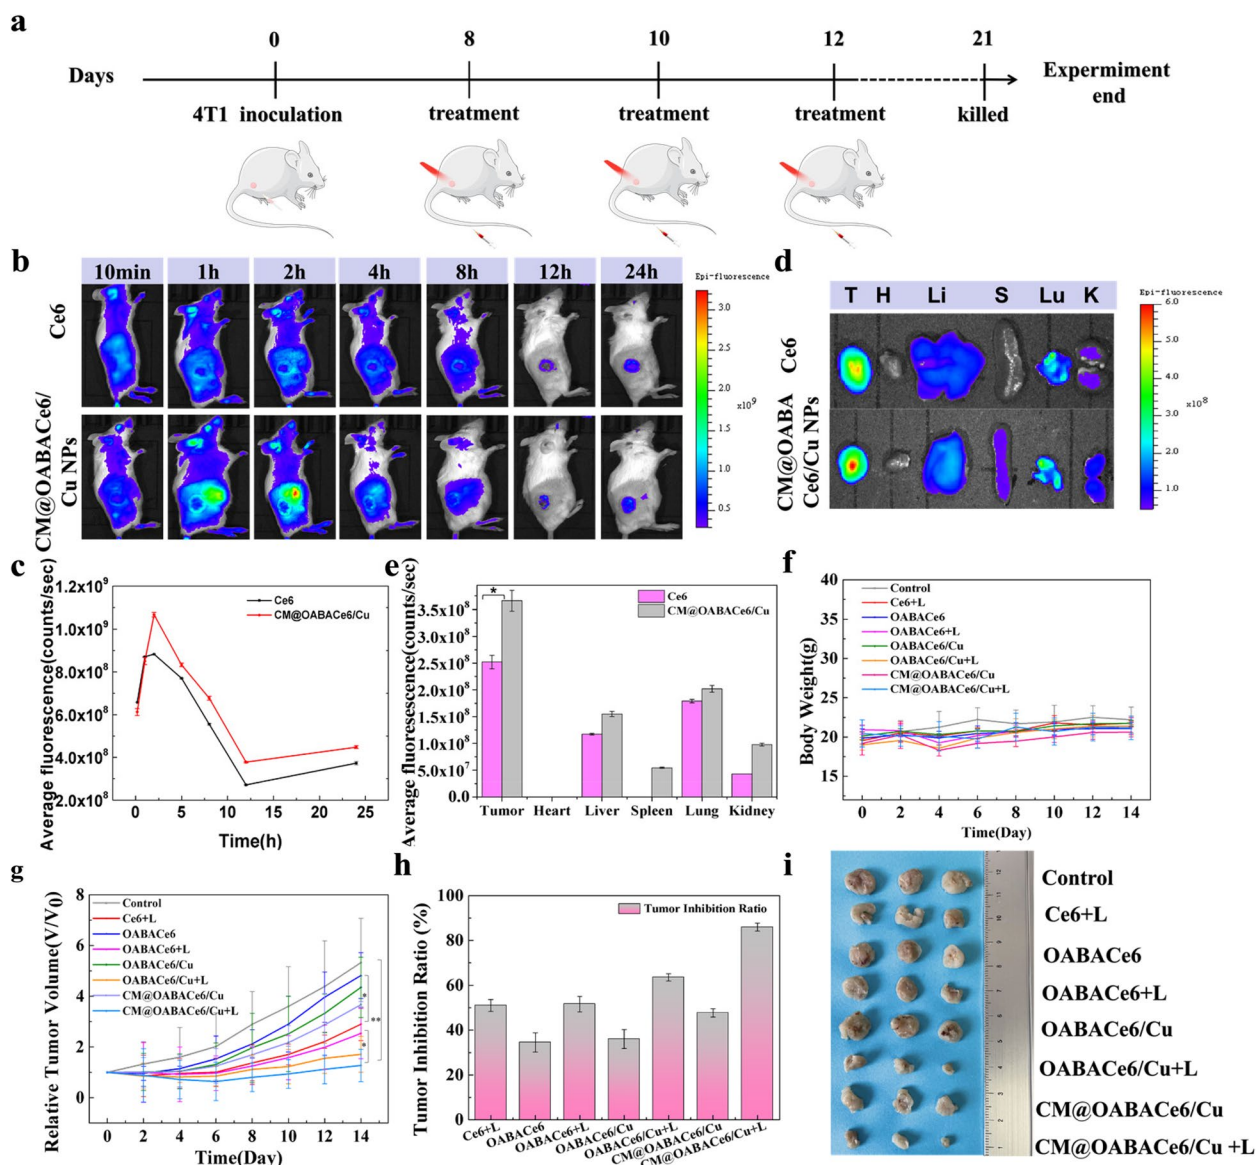 a
0 8 10 12 21
Days
Expermiment
end
4T1 inoculation treatment treatment treatment killed
b
10min 1h 2h 4h 8h 12h 24h
Ce6
CM@OABACe6/
Cu NPs
Epi-fluorescence
3.0
2.5
2.0
x10⁹
1.5
1.0
0.5
d
T H Li S Lu K
Ce6
CM@OABA
Ce6/Cu NPs
Epi-fluorescence
6.0
5.0
4.0
x10⁸
3.0
2.0
1.0
c
Average fluorescence(counts/sec)
1.2x10⁹
1.0x10⁹
8.0x10⁸
6.0x10⁸
4.0x10⁸
2.0x10⁸
Ce6
CM@OABACe6/Cu
0 5 10 15 20 25
Time(h)
e
Average fluoresescence(counts/sec)
3.5x10⁸
3.0x10⁸
2.5x10⁸
2.0x10⁸
1.5x10⁸
1.0x10⁸
5.0x10⁷
0.0
*
Ce6
CM@OABACe6/Cu
Tumor Heart Liver Spleen Lung Kidney
f
Body Weight(g)
40
35
30
25
20
15
Control
Ce6+L
OABACe6
OABACe6+L
OABACe6/Cu
OABACe6/Cu+L
CM@OABACe6/Cu
CM@OABACe6/Cu+L
0 2 4 6 8 10 12 14
Time(Day)
g
Relative Tumor Volume(V/V0)
8
6
4
2
0
Control
Ce6+L
OABACe6
OABACe6+L
OABACe6/Cu
OABACe6/Cu+L
CM@OABACe6/Cu
CM@OABACe6/Cu+L
*
**
*
0 2 4 6 8 10 12 14
Time(Day)
h
Tumor Inhibition Ratio (%)
100
80
60
40
20
0
Tumor Inhibition Ratio
Ce6+L
OABACe6
OABACe6+L
OABACe6/Cu
OABACe6/Cu+L
CM@OABACe6/Cu
CM@OABACe6/Cu+L
i
Control
Ce6+L
OABACe6
OABACe6+L
OABACe6/Cu
OABACe6/Cu+L
CM@OABACe6/Cu
CM@OABACe6/Cu +L